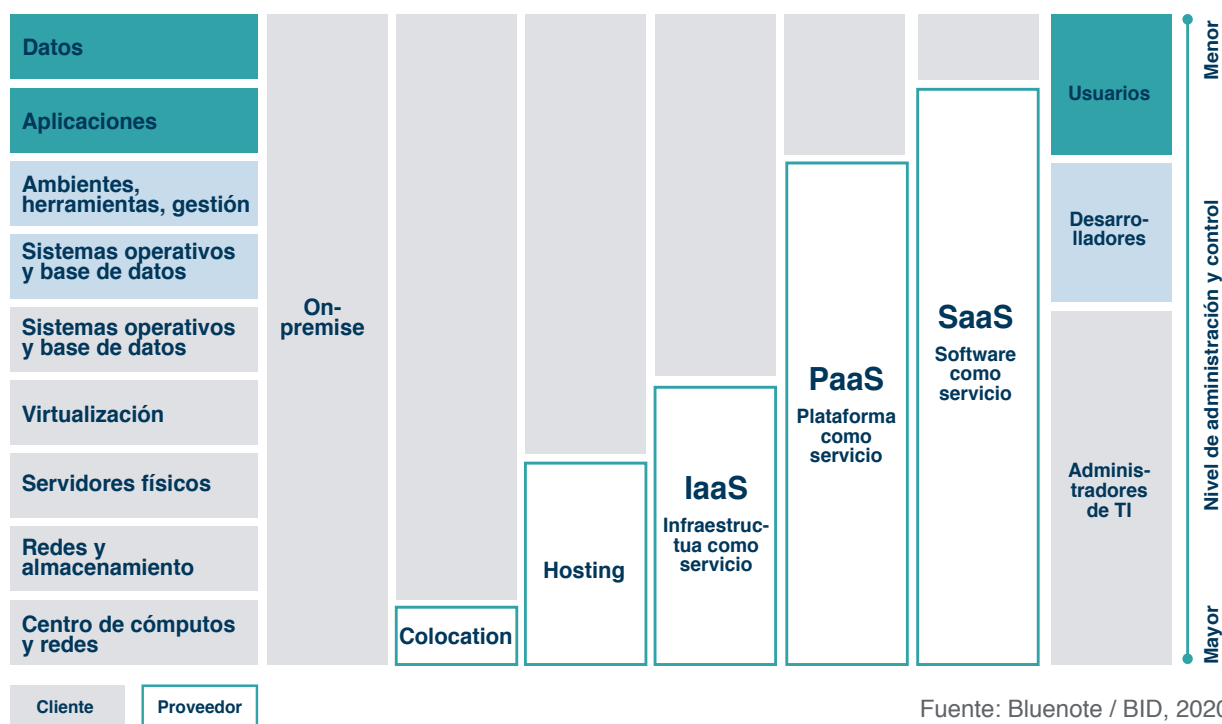 Datos
Aplicaciones
Ambientes,
herramientas, gestión
Sistemas operativos
y base de datos
Sistemas operativos
y base de datos
Virtualización
Servidores físicos
Redes y
almacenamiento
Centro de cómputos
y redes
On-
premise
Colocation
Hosting
IaaS
Infraestruc-
tua como
servicio
PaaS
Plataforma
como
servicio
SaaS
Software
como
servicio
Usuarios
Desarro-
lladores
Adminis-
tradores
de TI
Menor
Nivel de administración y control
Mayor
Cliente
Proveedor
Fuente: Bluenote / BID, 2020